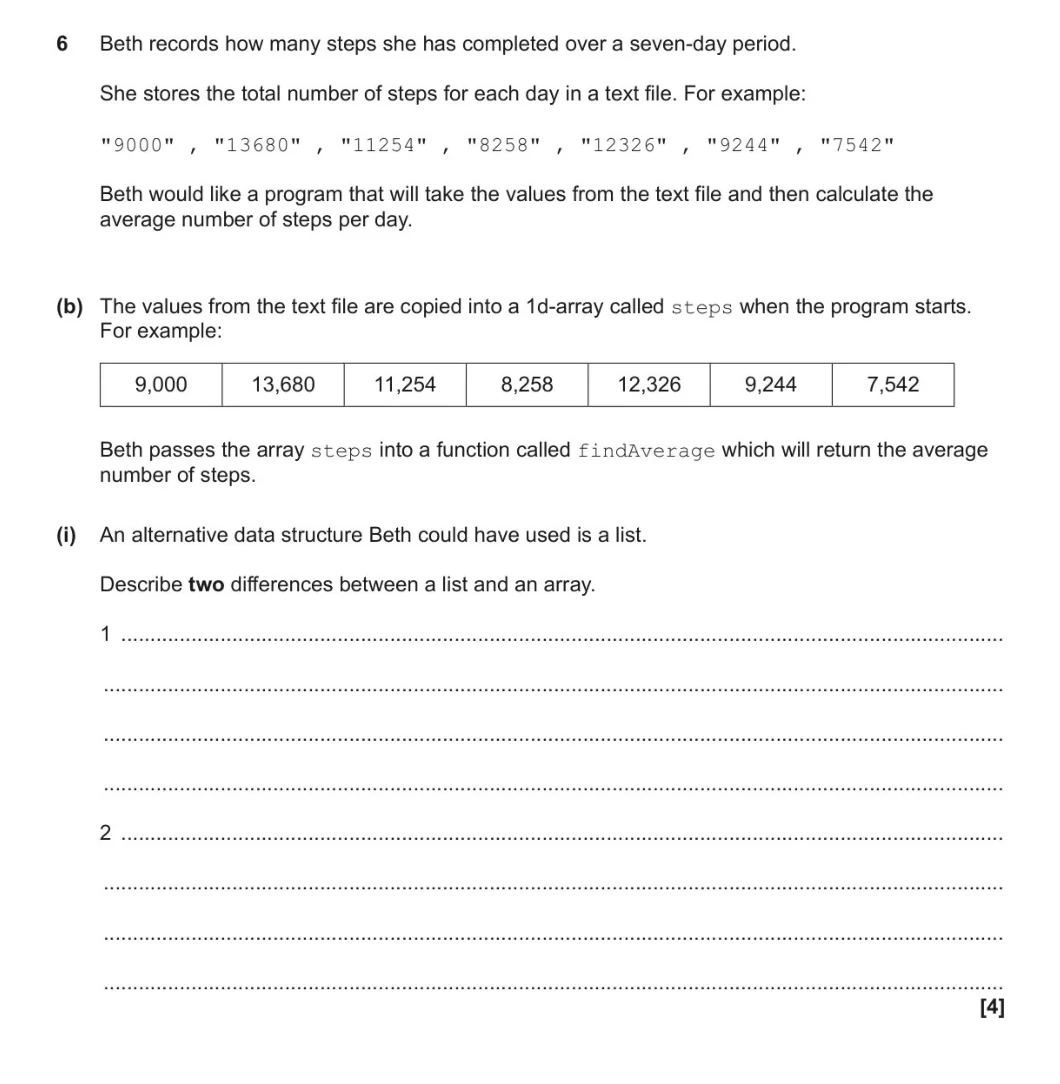 6 Beth records how many steps she has completed over a seven-day period.
She stores the total number of steps for each day in a text file. For example:
"9000" , "13680" , "11254" , "8258" , "12326" , "9244" , "7542"
Beth would like a program that will take the values from the text file and then calculate the
average number of steps per day.
(b) The values from the text file are copied into a 1d-array called steps when the program starts.
For example:
9,000 13,680 11,254 8,258 12,326 9,244 7,542
Beth passes the array steps into a function called findAverage which will return the average
number of steps.
(i) An alternative data structure Beth could have used is a list.
Describe two differences between a list and an array.
1
2
[4]